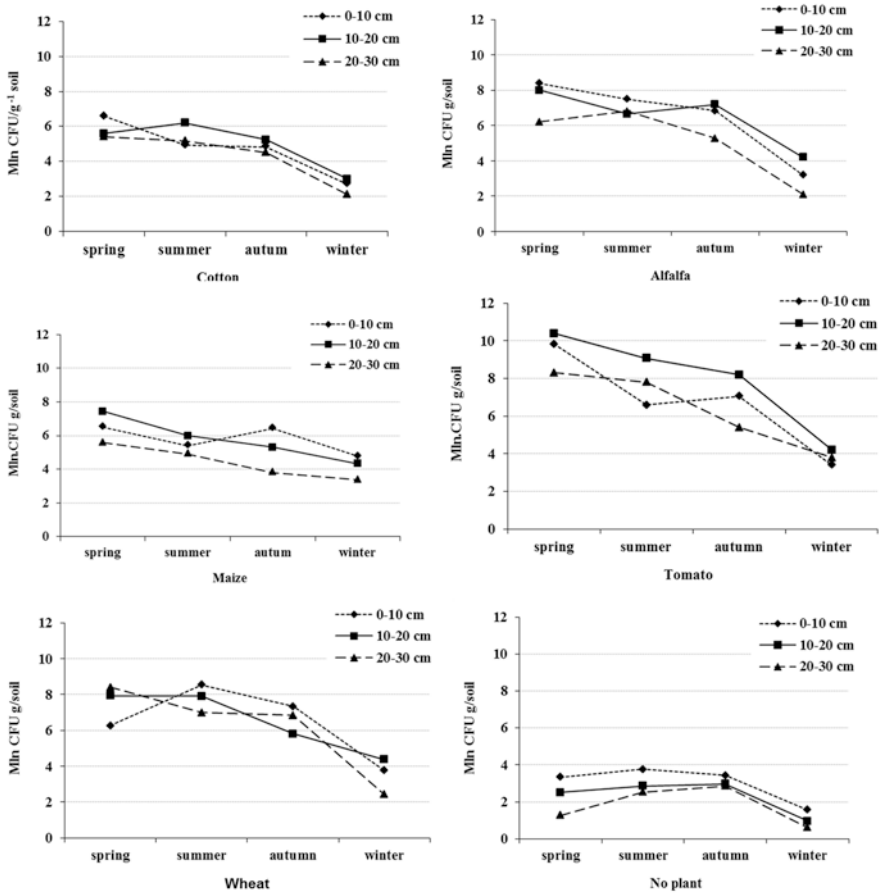 0-10 cm
10-20 cm
20-30 cm
Mln CFU/g⁻¹ soil
12
10
8
6
4
2
0
spring summer autum winter
Cotton
0-10 cm
10-20 cm
20-30 cm
Mln CFU g/soil
12
10
8
6
4
2
0
spring summer autum winter
Alfalfa
0-10 cm
10-20 cm
20-30 cm
Mln.CFU g/soil
12
10
8
6
4
2
0
spring summer autum winter
Maize
0-10 cm
10-20 cm
20-30 cm
Mln.CFU g/soil
12
10
8
6
4
2
0
spring summer autumn winter
Tomato
0-10 cm
10-20 cm
20-30 cm
Mln CFU g/soil
12
10
8
6
4
2
0
spring summer autumn winter
Wheat
0-10 cm
10-20 cm
20-30 cm
Mln CFU g/soil
12
10
8
6
4
2
0
spring summer autumn winter
No plant